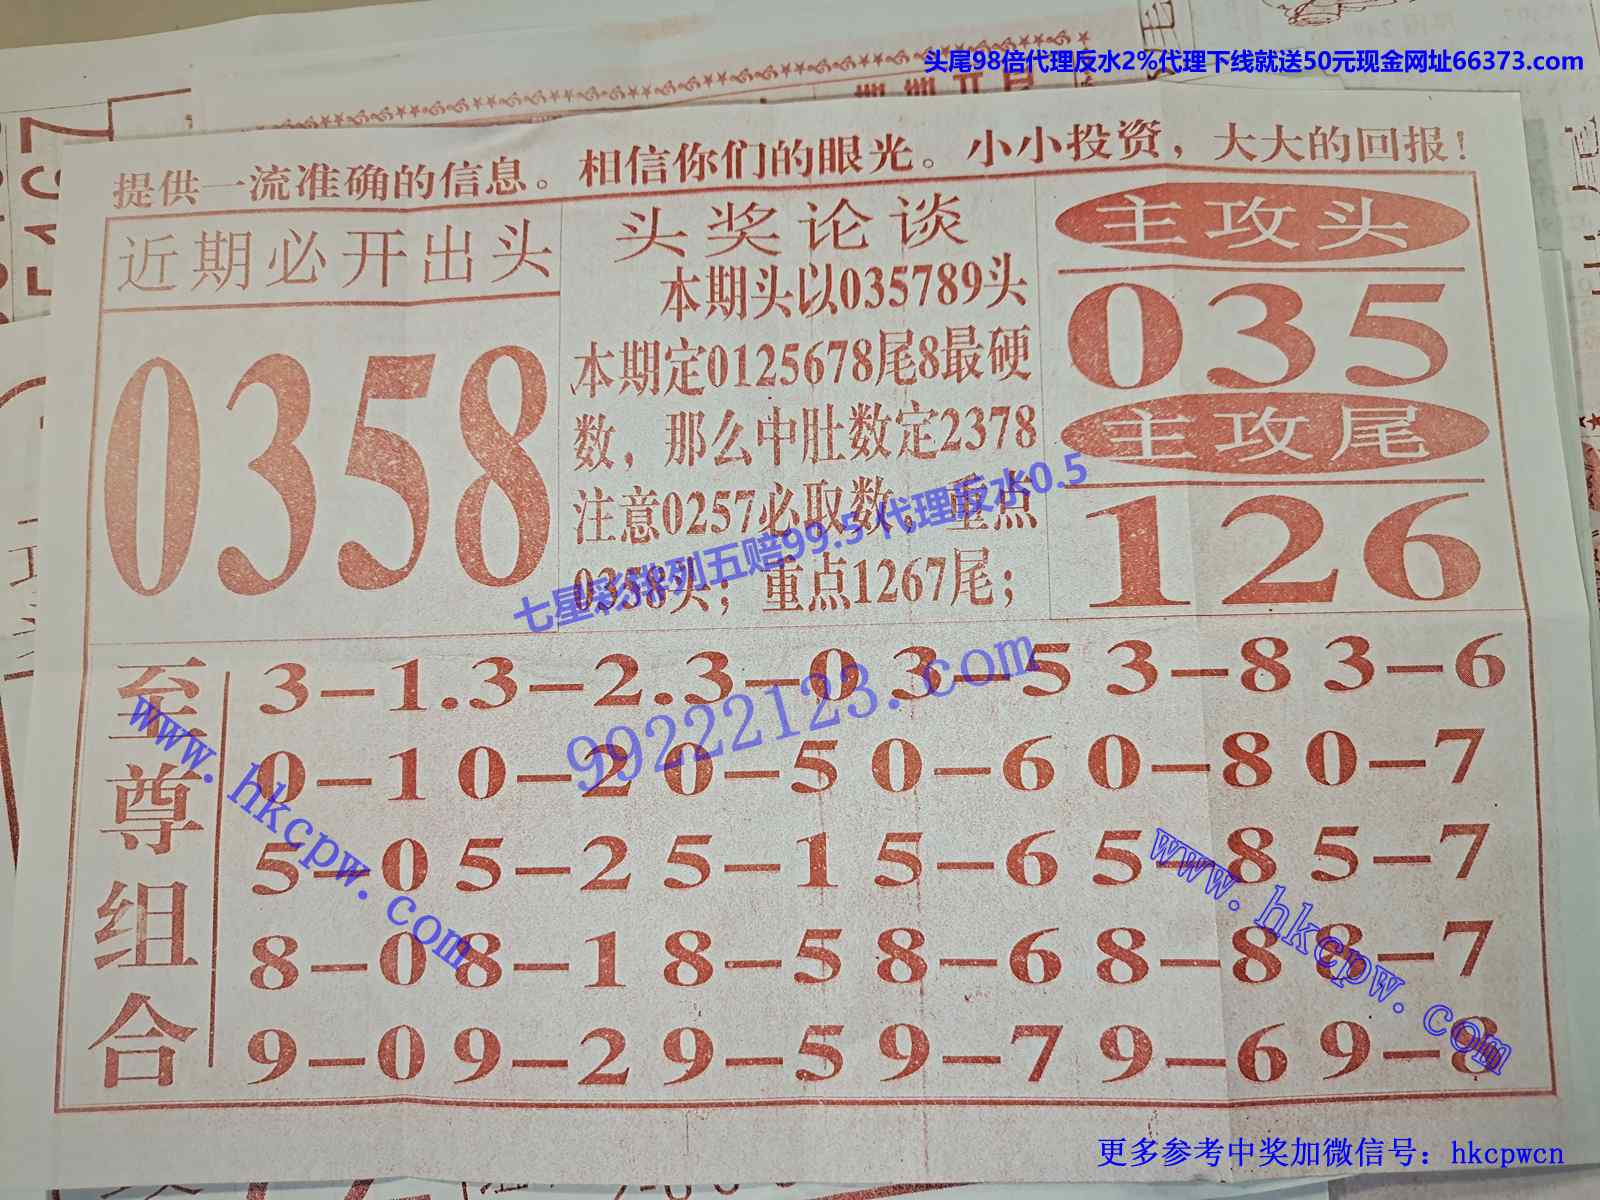 头尾98倍代理反水2%代理下线就送50元现金网址66373.com
提供一流准确的信息。相信你们的眼光。小小投资，大大的回报！
近期必开出头
0358
头奖论谈
本期头以035789头
本期定0125678尾8最硬
数，那么中肚数定2378
注意0257必取数，重点
0358头；重点1267尾；
主攻头
035
主攻尾
126
七星彩排列五赔99.5 代理反水0.5
99222123.com
至尊组合
3-1.3-2.3-0 3-5 3-8 3-6
0-1 0-2 0-5 0-6 0-8 0-7
5-0 5-2 5-1 5-6 5-8 5-7
8-0 8-1 8-5 8-6 8-8 8-7
9-0 9-2 9-5 9-7 9-6 9-8
www.hkcpw.com
www.hkcpw.com
更多参考中奖加微信号：hkcpwcn